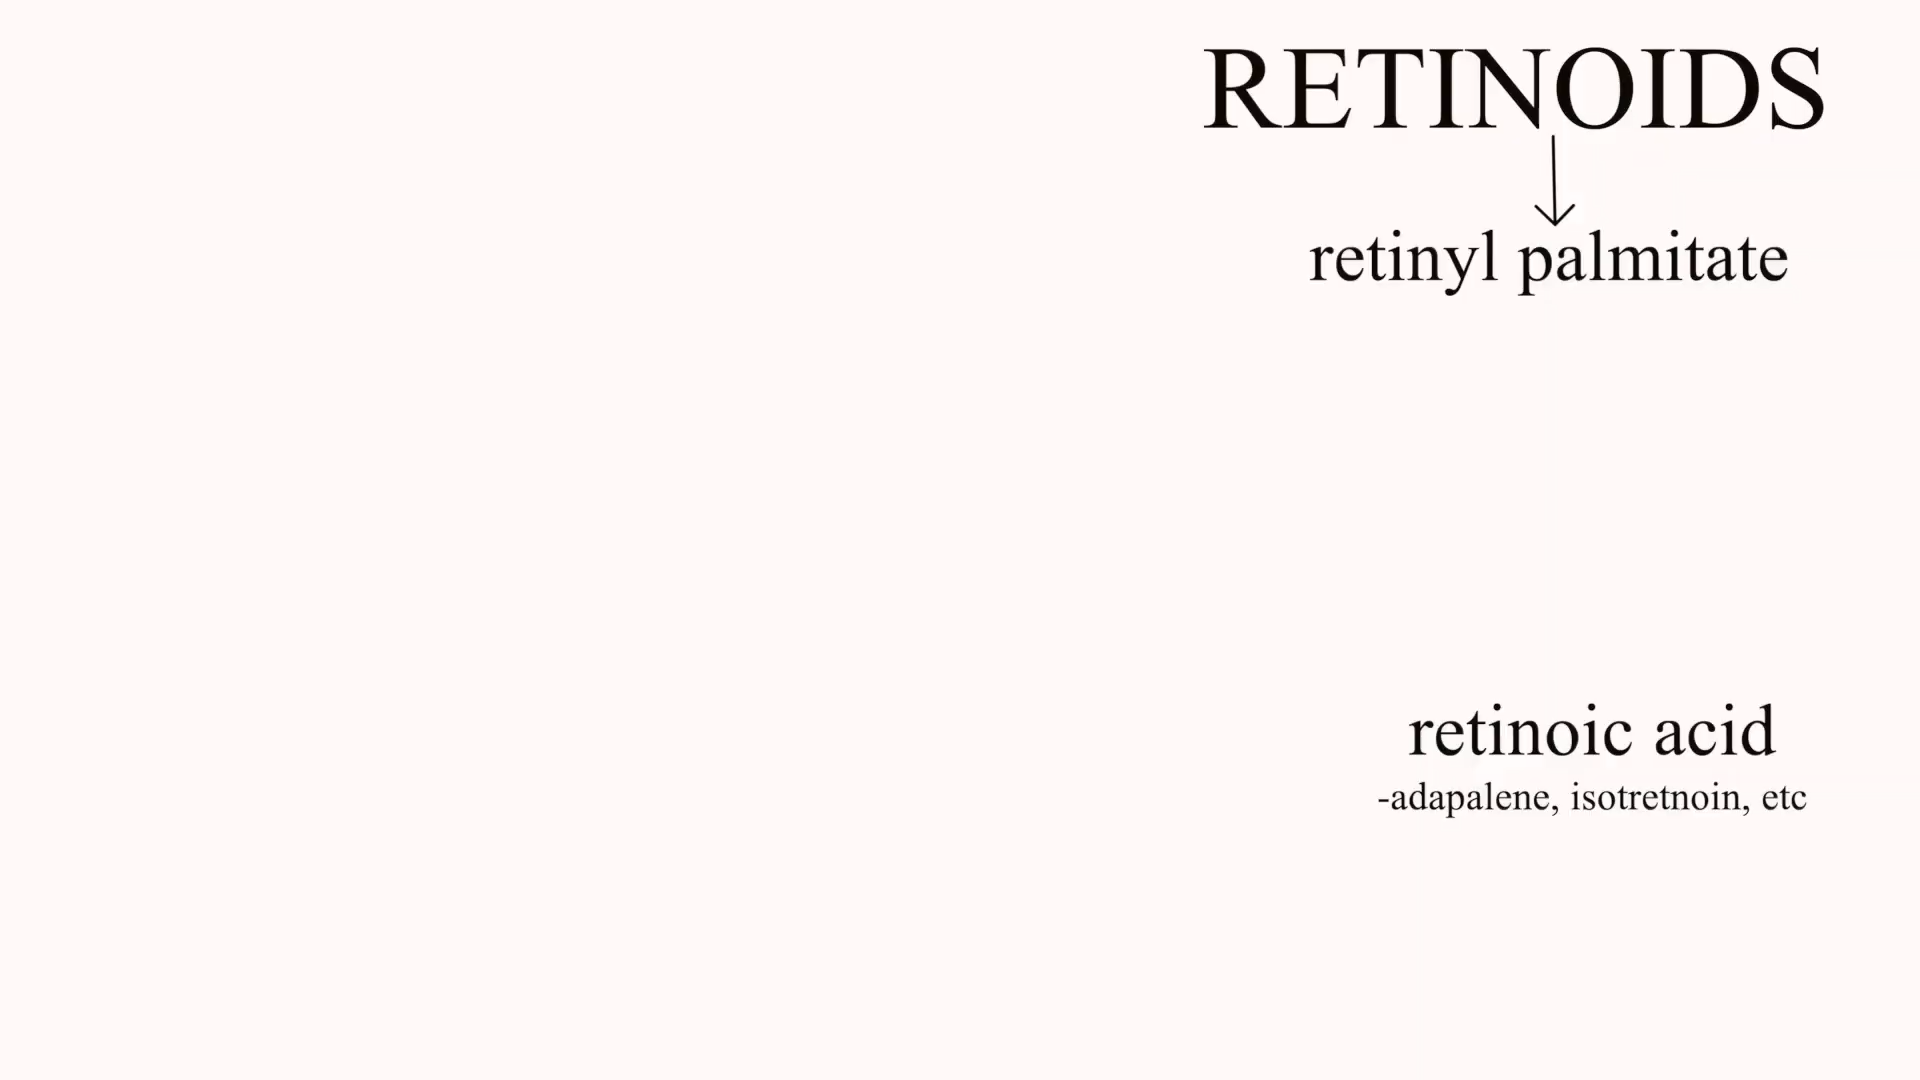 RETINOIDS
retinyl palmitate
retinoic acid
-adapalene, isotretnoin, etc